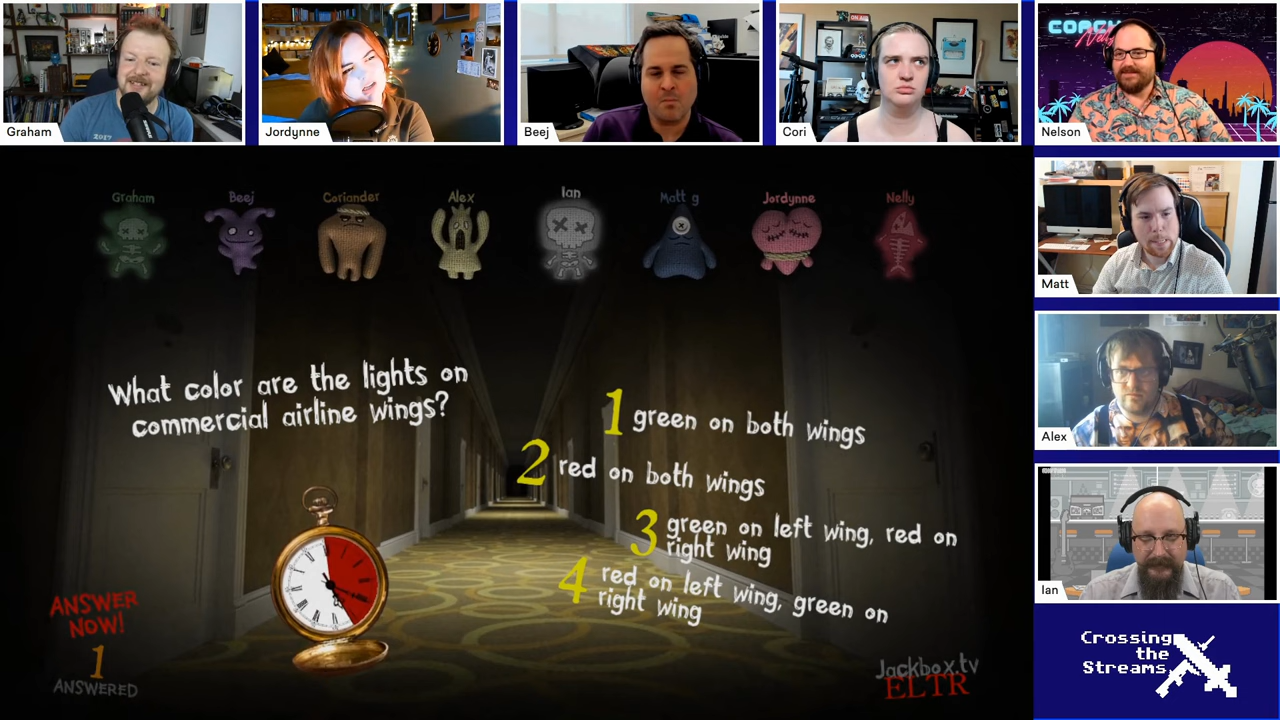 Graham
Jordynne
Beej
Cori
COACH
Nelly
Nelson
2017
Graham
Beej
Coriander
Alex
Ian
Matt g
Jordynne
Nelly
Matt
What color are the lights on
commercial airline wings?
1 green on both wings
2 red on both wings
3 green on left wing, red on
right wing
4 red on left wing, green on
right wing
Alex
ANSWER
NOW!
1
ANSWERED
Ian
Jackbox.tv
ELTR
Crossing
the
Streams